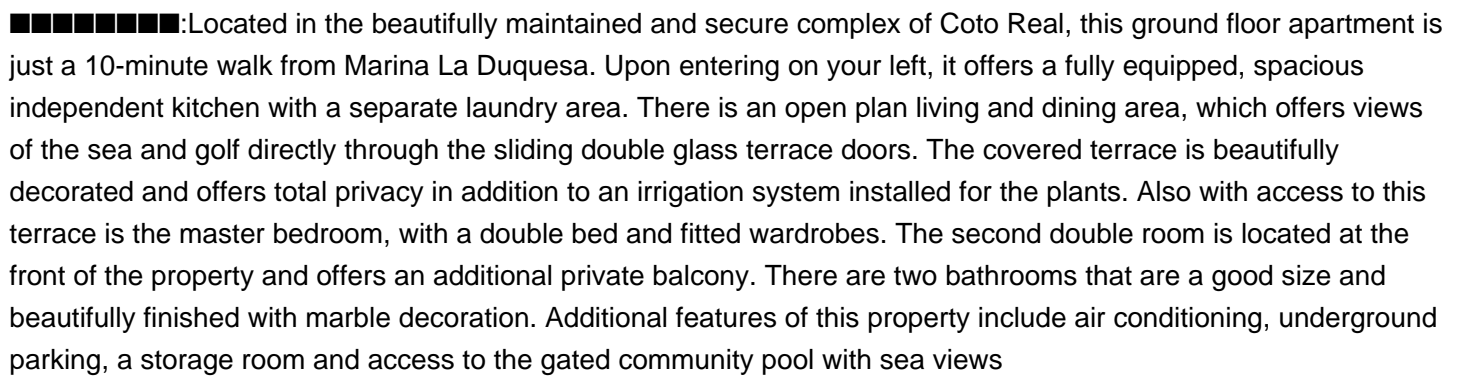 ■■■■■■■■:Located in the beautifully maintained and secure complex of Coto Real, this ground floor apartment is
just a 10-minute walk from Marina La Duquesa. Upon entering on your left, it offers a fully equipped, spacious
independent kitchen with a separate laundry area. There is an open plan living and dining area, which offers views
of the sea and golf directly through the sliding double glass terrace doors. The covered terrace is beautifully
decorated and offers total privacy in addition to an irrigation system installed for the plants. Also with access to this
terrace is the master bedroom, with a double bed and fitted wardrobes. The second double room is located at the
front of the property and offers an additional private balcony. There are two bathrooms that are a good size and
beautifully finished with marble decoration. Additional features of this property include air conditioning, underground
parking, a storage room and access to the gated community pool with sea views